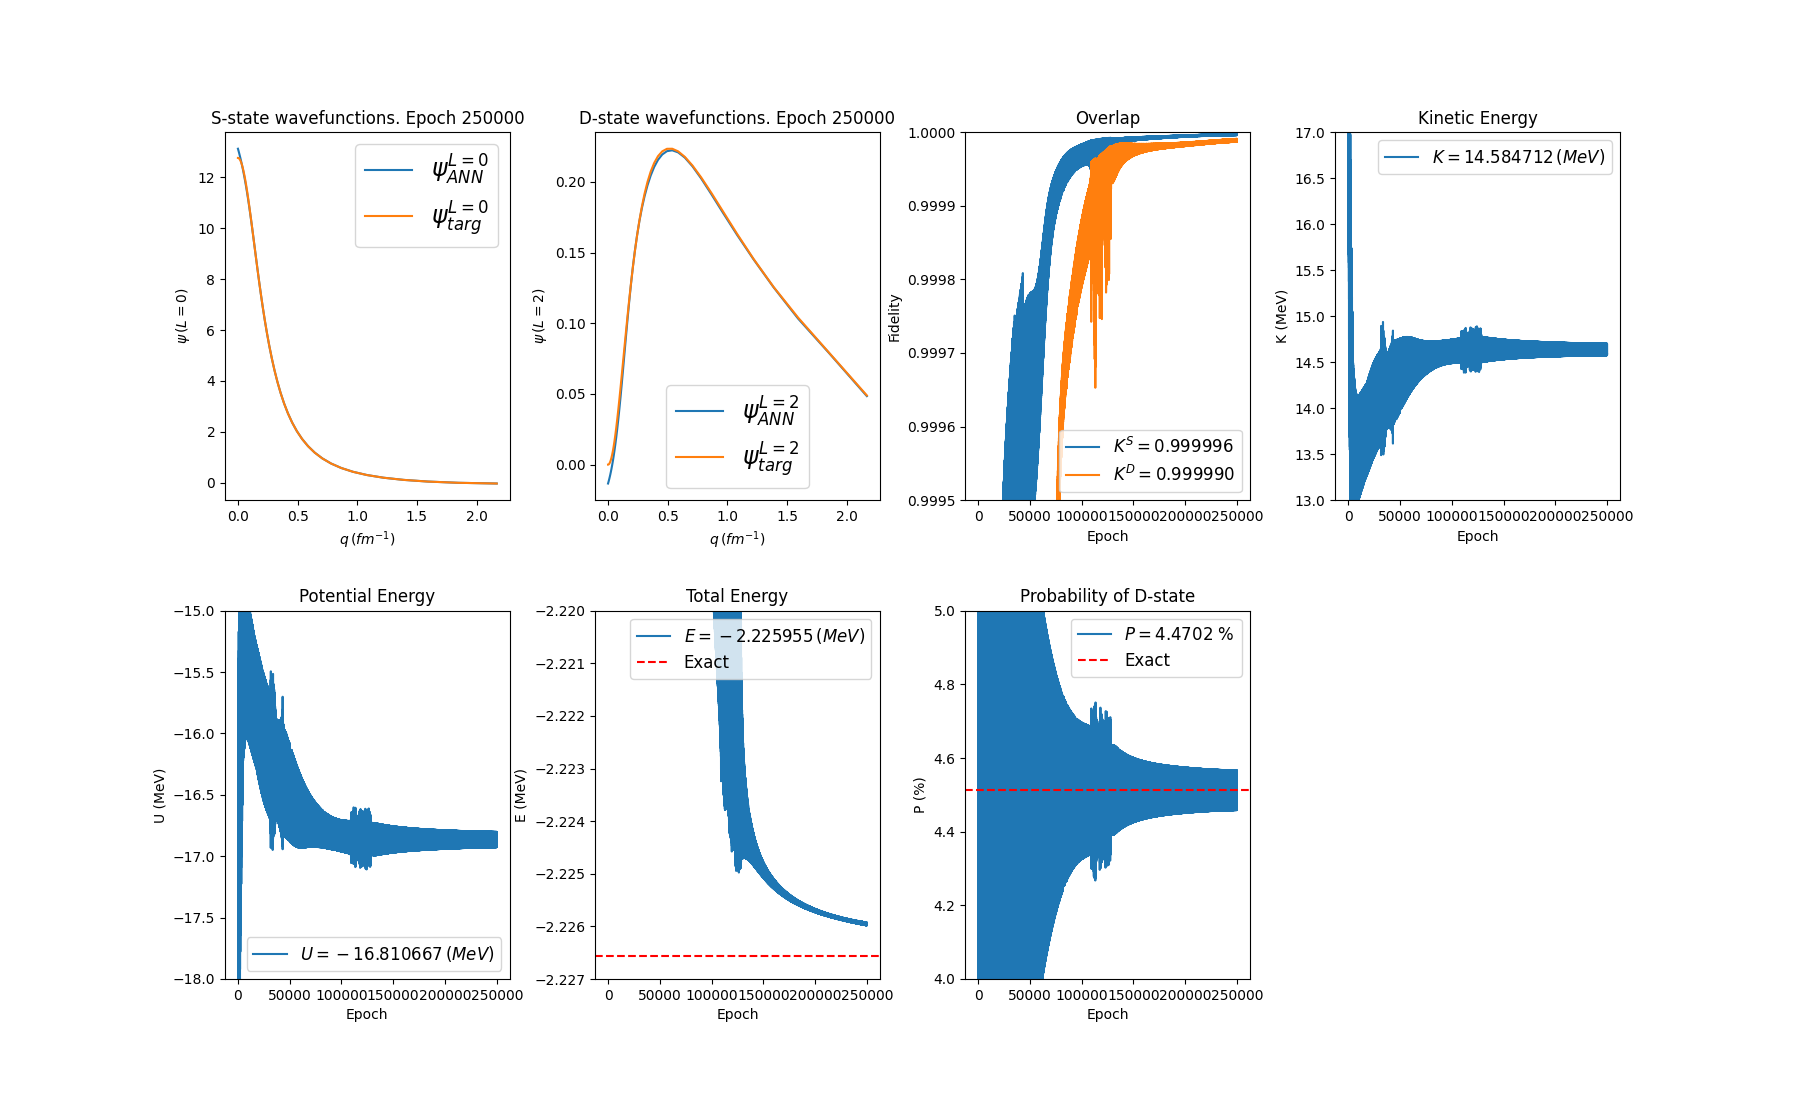 S-state wavefunctions. Epoch 250000
ψ(L = 0)
12
10
8
6
4
2
0
ψ_{ANN}^{L=0}
ψ_{targ}^{L=0}
0.0 0.5 1.0 1.5 2.0
q (fm^{-1})
D-state wavefunctions. Epoch 250000
ψ(L = 2)
0.20
0.15
0.10
0.05
0.00
ψ_{ANN}^{L=2}
ψ_{targ}^{L=2}
0.0 0.5 1.0 1.5 2.0
q (fm^{-1})
Overlap
Fidelity
1.0000
0.9999
0.9998
0.9997
0.9996
0.9995
K^S = 0.999996
K^D = 0.999990
0 50000 100000 150000 200000 250000
Epoch
Kinetic Energy
K (MeV)
17.0
16.5
16.0
15.5
15.0
14.5
14.0
13.5
13.0
K = 14.584712 (MeV)
0 50000 100000 150000 200000 250000
Epoch
Potential Energy
U (MeV)
−15.0
−15.5
−16.0
−16.5
−17.0
−17.5
−18.0
U = −16.810667 (MeV)
0 50000 100000 150000 200000 250000
Epoch
Total Energy
E (MeV)
−2.220
−2.221
−2.222
−2.223
−2.224
−2.225
−2.226
−2.227
E = −2.225955 (MeV)
Exact
0 50000 100000 150000 200000 250000
Epoch
Probability of D-state
P (%)
5.0
4.8
4.6
4.4
4.2
4.0
P = 4.4702 %
Exact
0 50000 100000 150000 200000 250000
Epoch